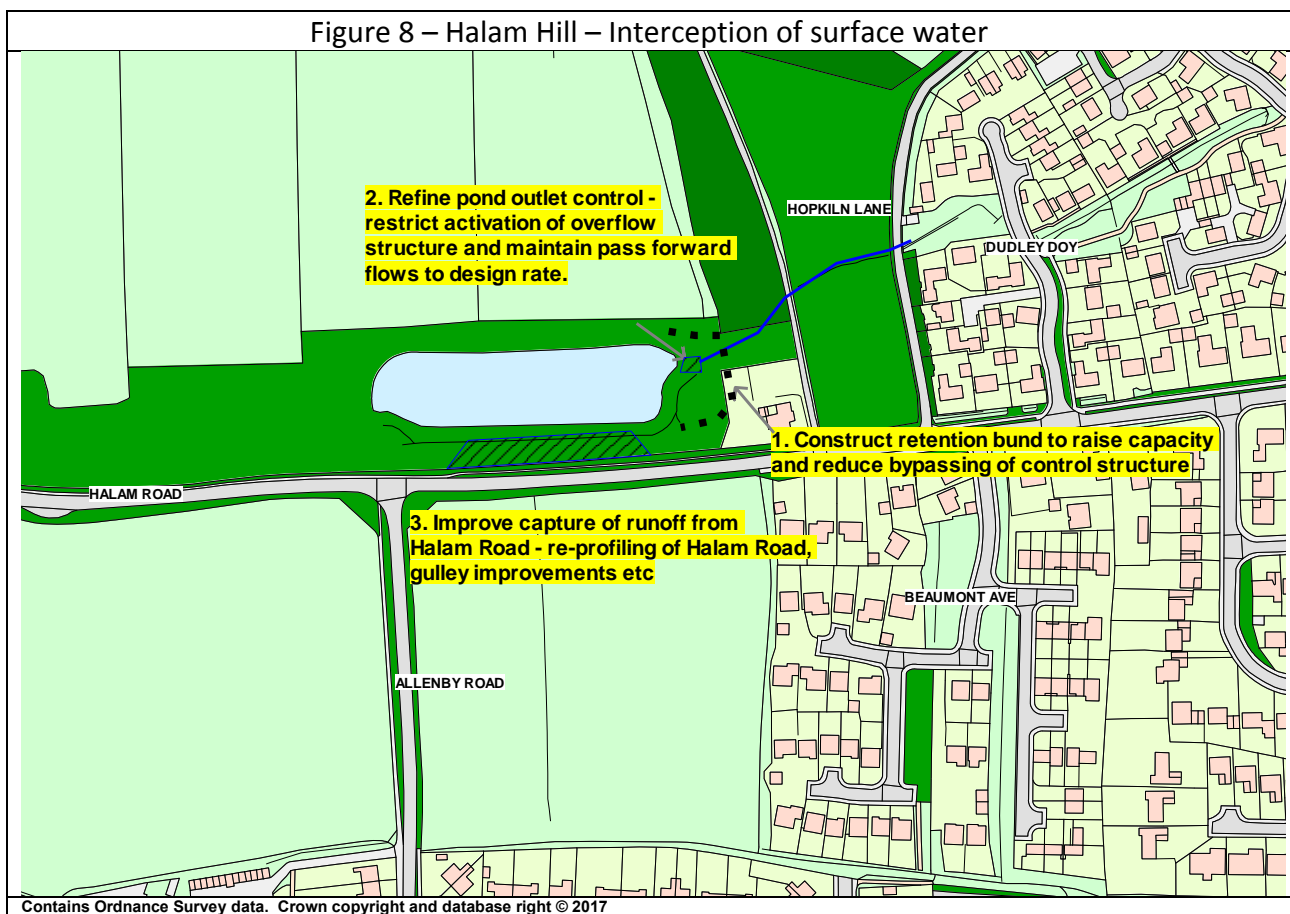 Figure 8 – Halam Hill – Interception of surface water
2. Refine pond outlet control -
restrict activation of overflow
structure and maintain pass forward
flows to design rate.
HOPKILN LANE
DUDLEY DOY
1. Construct retention bund to raise capacity
and reduce bypassing of control structure
HALAM ROAD
3. Improve capture of runoff from
Halam Road - re-profiling of Halam Road,
gulley improvements etc
BEAUMONT AVE
ALLENBY ROAD
Contains Ordnance Survey data. Crown copyright and database right © 2017